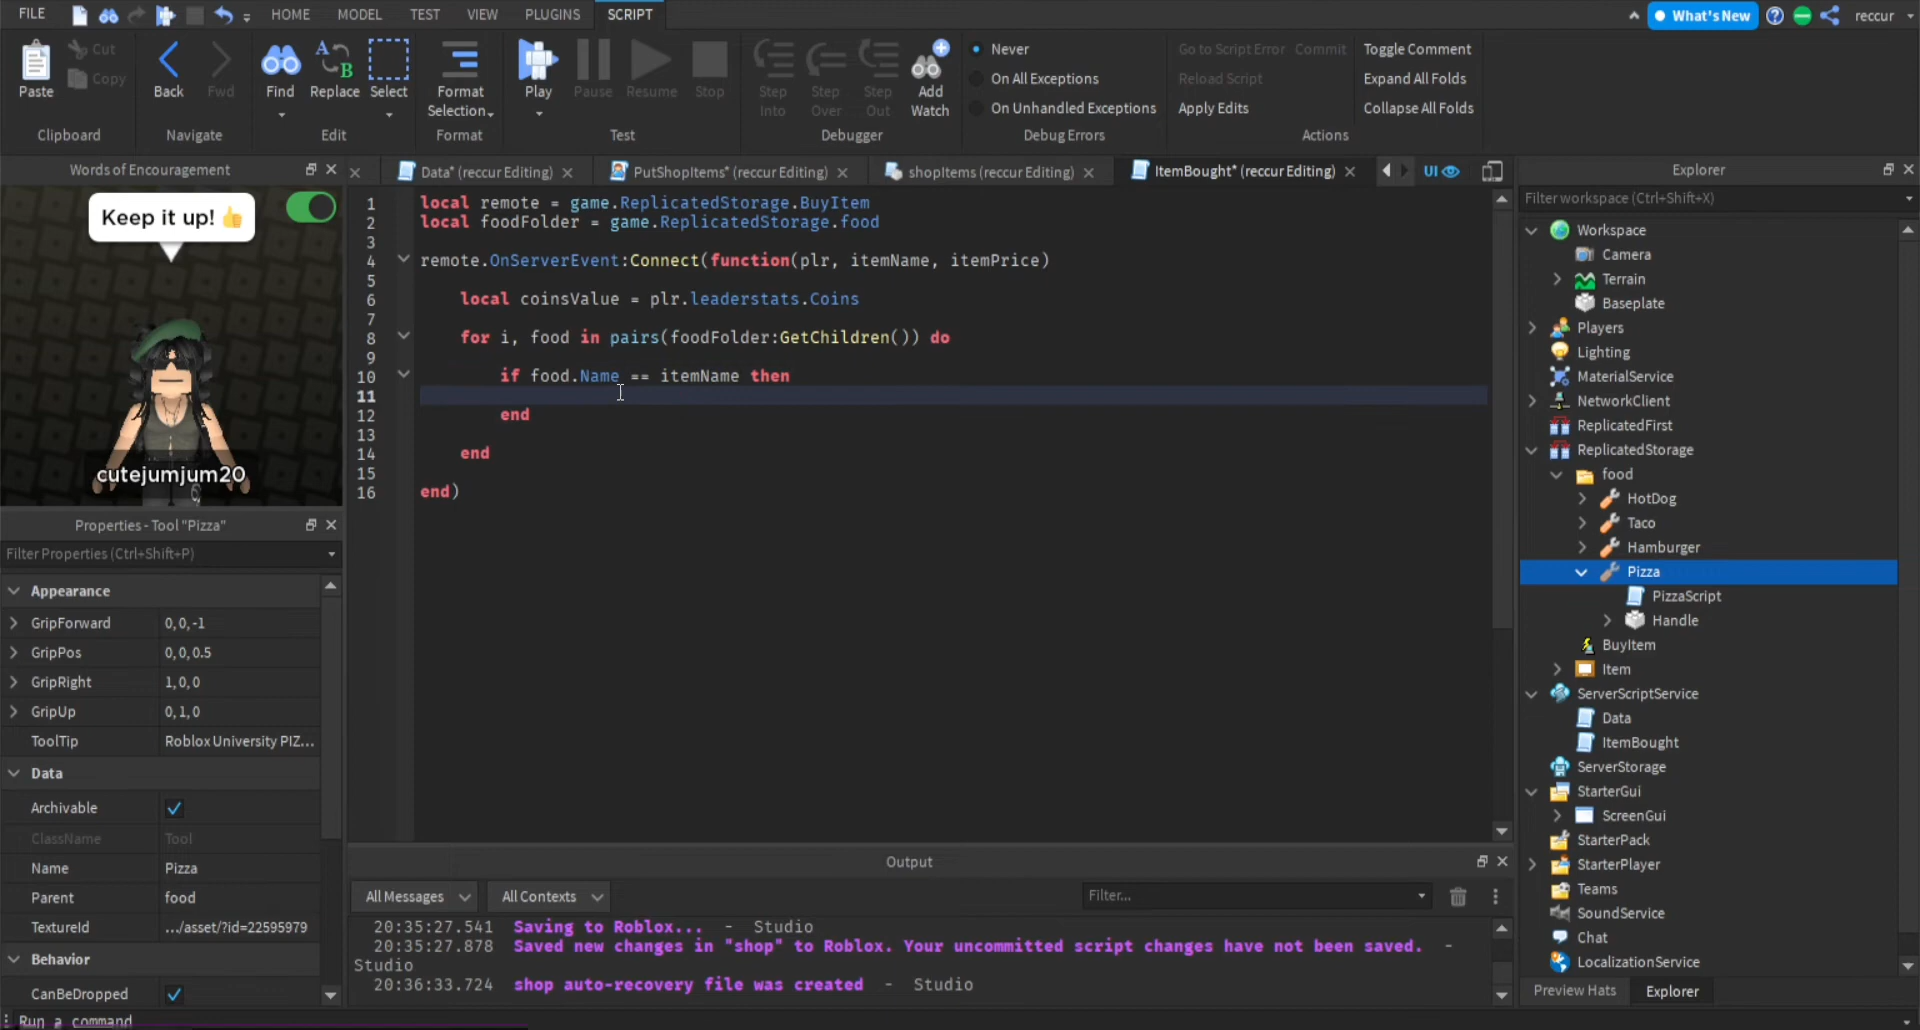 FILE HOME MODEL TEST VIEW PLUGINS SCRIPT What's New reccur
Paste Cut Copy Back Fwd Find Replace Select Format Selection Play Pause Resume Stop Step Into Step Over Step Out Add Watch
Never
On All Exceptions
On Unhandled Exceptions
Go to Script Error Commit
Reload Script
Apply Edits
Toggle Comment
Expand All Folds
Collapse All Folds
Clipboard Navigate Edit Format Test Debugger Debug Errors Actions
Words of Encouragement
Keep it up! 👍
cutejumjum20
Data* (reccur Editing) PutShopItems* (reccur Editing) shopItems (reccur Editing) ItemBought* (reccur Editing) UI
1 local remote = game.ReplicatedStorage.BuyItem
2 local foodFolder = game.ReplicatedStorage.food
3
4 remote.OnServerEvent:Connect(function(plr, itemName, itemPrice)
5
6 local coinsValue = plr.leaderstats.Coins
7
8 for i, food in pairs(foodFolder:GetChildren()) do
9
10 if food.Name == itemName then
11
12 end
13
14 end
15
16 end)
Properties - Tool "Pizza"
Filter Properties (Ctrl+Shift+P)
Appearance
GripForward 0, 0, -1
GripPos 0, 0, 0.5
GripRight 1, 0, 0
GripUp 0, 1, 0
ToolTip Roblox University PIZ...
Data
Archivable
ClassName Tool
Name Pizza
Parent food
TextureId .../asset/?id=22595979
Behavior
CanBeDropped
Output
All Messages All Contexts Filter...
20:35:27.541 Saving to Roblox... - Studio
20:35:27.878 Saved new changes in "shop" to Roblox. Your uncommitted script changes have not been saved. -
Studio
20:36:33.724 shop auto-recovery file was created - Studio
Explorer
Filter workspace (Ctrl+Shift+X)
Workspace
Camera
Terrain
Baseplate
Players
Lighting
MaterialService
NetworkClient
ReplicatedFirst
ReplicatedStorage
food
HotDog
Taco
Hamburger
Pizza
PizzaScript
Handle
BuyItem
Item
ServerScriptService
Data
ItemBought
ServerStorage
StarterGui
ScreenGui
StarterPack
StarterPlayer
Teams
SoundService
Chat
LocalizationService
Preview Hats Explorer
Run a command